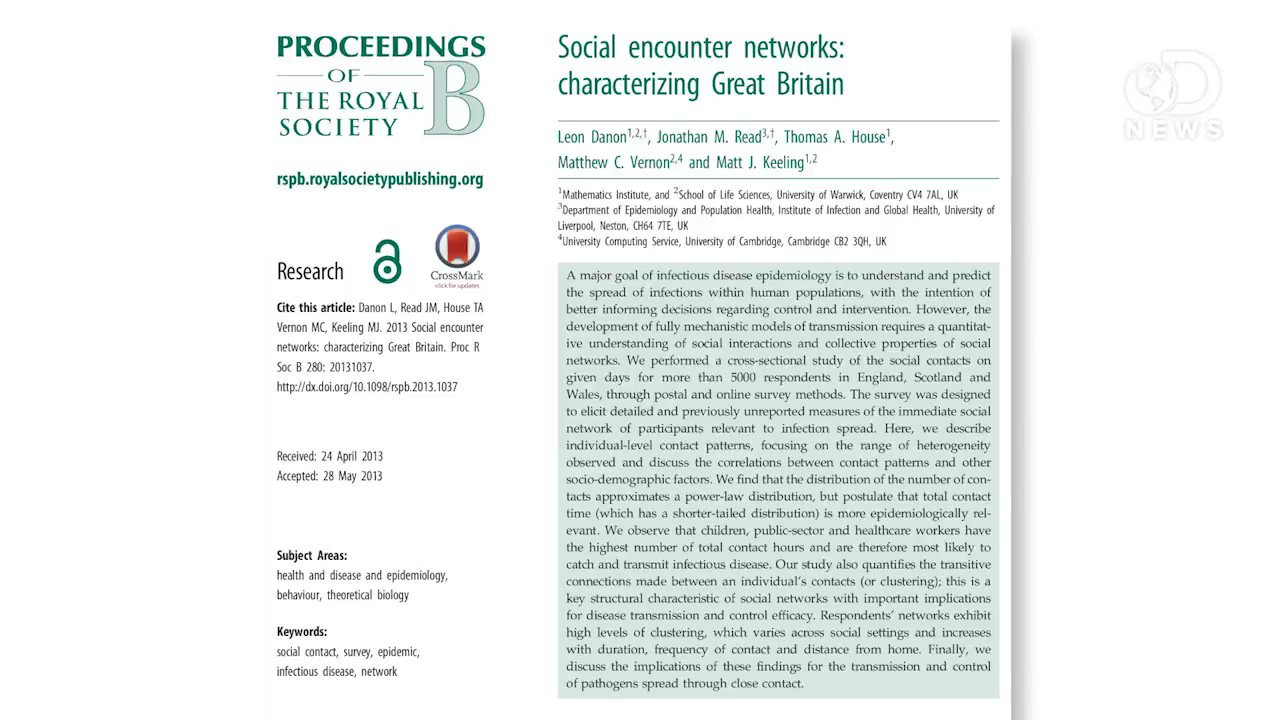 PROCEEDINGS
OF
THE ROYAL
SOCIETY
B
rspb.royalsocietypublishing.org
Research
CrossMark
click for updates
Cite this article: Danon L, Read JM, House TA
Vernon MC, Keeling MJ. 2013 Social encounter
networks: characterizing Great Britain. Proc R
Soc B 280: 20131037.
http://dx.doi.org/10.1098/rspb.2013.1037
Received: 24 April 2013
Accepted: 28 May 2013
Subject Areas:
health and disease and epidemiology,
behaviour, theoretical biology
Keywords:
social contact, survey, epidemic,
infectious disease, network
Social encounter networks:
characterizing Great Britain
Leon Danon1,2,†, Jonathan M. Read3,†, Thomas A. House1,
Matthew C. Vernon2,4 and Matt J. Keeling1,2
1Mathematics Institute, and 2School of Life Sciences, University of Warwick, Coventry CV4 7AL, UK
3Department of Epidemiology and Population Health, Institute of Infection and Global Health, University of
Liverpool, Neston, CH64 7TE, UK
4University Computing Service, University of Cambridge, Cambridge CB2 3QH, UK
A major goal of infectious disease epidemiology is to understand and predict
the spread of infections within human populations, with the intention of
better informing decisions regarding control and intervention. However, the
development of fully mechanistic models of transmission requires a quantitat-
ive understanding of social interactions and collective properties of social
networks. We performed a cross-sectional study of the social contacts on
given days for more than 5000 respondents in England, Scotland and
Wales, through postal and online survey methods. The survey was designed
to elicit detailed and previously unreported measures of the immediate social
network of participants relevant to infection spread. Here, we describe
individual-level contact patterns, focusing on the range of heterogeneity
observed and discuss the correlations between contact patterns and other
socio-demographic factors. We find that the distribution of the number of con-
tacts approximates a power-law distribution, but postulate that total contact
time (which has a shorter-tailed distribution) is more epidemiologically rel-
evant. We observe that children, public-sector and healthcare workers have
the highest number of total contact hours and are therefore most likely to
catch and transmit infectious disease. Our study also quantifies the transitive
connections made between an individual's contacts (or clustering); this is a
key structural characteristic of social networks with important implications
for disease transmission and control efficacy. Respondents' networks exhibit
high levels of clustering, which varies across social settings and increases
with duration, frequency of contact and distance from home. Finally, we
discuss the implications of these findings for the transmission and control
of pathogens spread through close contact.
D
NEWS